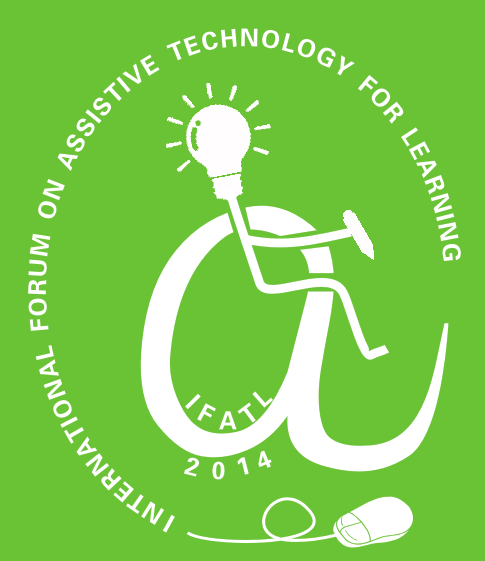 INTERNATIONAL FORUM ON ASSISTIVE TECHNOLOGY FOR LEARNING
a
IFATL
2014